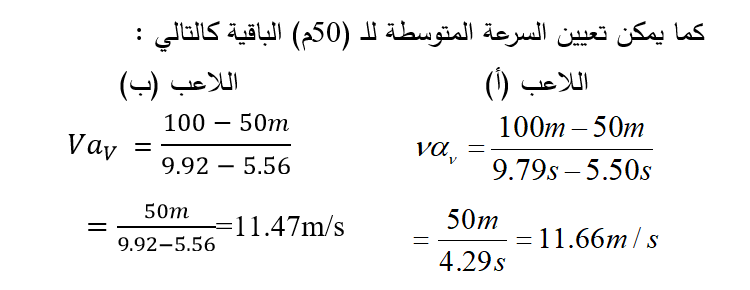 كما يمكن تعيين السرعة المتوسطة للـ (50م) الباقية كالتالي :
اللاعب (أ) اللاعب (ب)
να_ν = (100m − 50m) / (9.79s − 5.50s)
= 50m / 4.29s = 11.66m / s
Va_V = (100 − 50m) / (9.92 − 5.56)
= 50m / (9.92−5.56) =11.47m/s